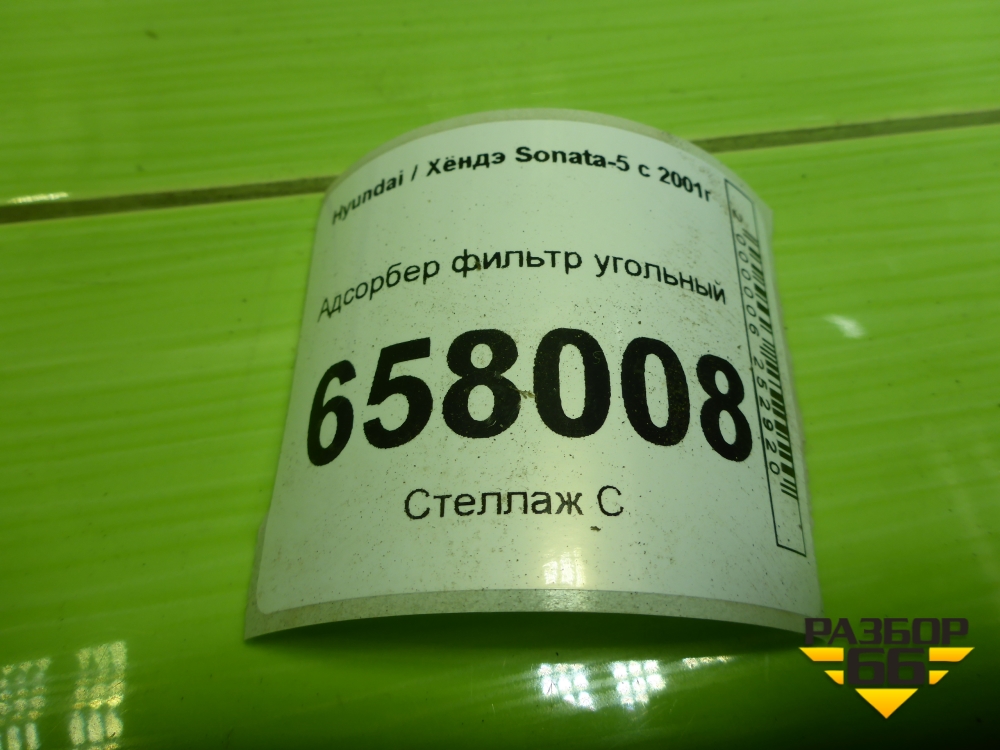 Hyundai / Хёндэ Sonata-5 с 2001г
Адсорбер фильтр угольный
658008
Стеллаж С
2000006252920
РАЗБОР
66